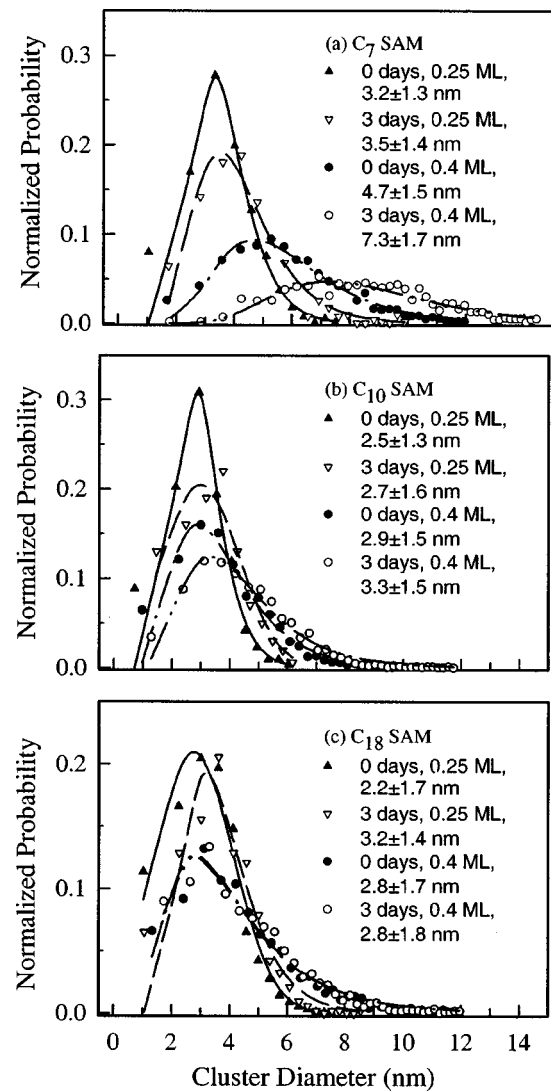 (a) C7 SAM
▲ 0 days, 0.25 ML,
3.2±1.3 nm
▽ 3 days, 0.25 ML,
3.5±1.4 nm
● 0 days, 0.4 ML,
4.7±1.5 nm
○ 3 days, 0.4 ML,
7.3±1.7 nm
Normalized Probability
0.3
0.2
0.1
0.0
(b) C10 SAM
▲ 0 days, 0.25 ML,
2.5±1.3 nm
▽ 3 days, 0.25 ML,
2.7±1.6 nm
● 0 days, 0.4 ML,
2.9±1.5 nm
○ 3 days, 0.4 ML,
3.3±1.5 nm
Normalized Probability
0.3
0.2
0.1
0.0
(c) C18 SAM
▲ 0 days, 0.25 ML,
2.2±1.7 nm
▽ 3 days, 0.25 ML,
3.2±1.4 nm
● 0 days, 0.4 ML,
2.8±1.7 nm
○ 3 days, 0.4 ML,
2.8±1.8 nm
Normalized Probability
0.2
0.1
0.0
0 2 4 6 8 10 12 14
Cluster Diameter (nm)